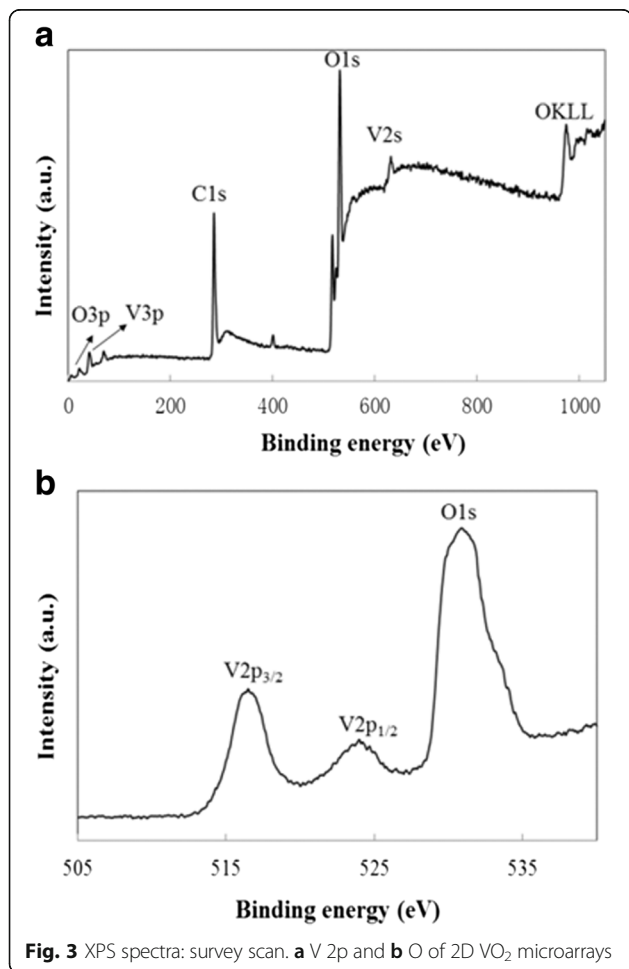 a
O1s
OKLL
V2s
C1s
O3p
V3p
Intensity (a.u.)
0 200 400 600 800 1000
Binding energy (eV)
b
O1s
V2p3/2
V2p1/2
Intensity (a.u.)
505 515 525 535
Binding energy (eV)
Fig. 3 XPS spectra: survey scan. a V 2p and b O of 2D VO2 microarrays